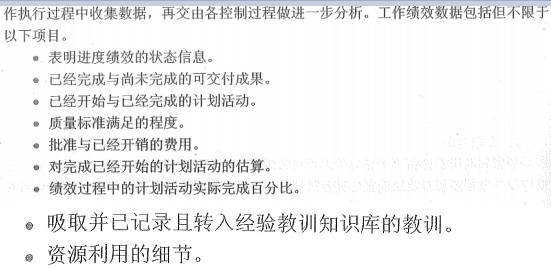 作执行过程中收集数据，再交由各控制过程做进一步分析。工作绩效数据包括但不限于
以下项目。
● 表明进度绩效的状态信息。
● 已经完成与尚未完成的可交付成果。
● 已经开始与已经完成的计划活动。
● 质量标准满足的程度。
● 批准与已经开销的费用。
● 对完成已经开始的计划活动的估算。
● 绩效过程中的计划活动实际完成百分比。
● 吸取并已记录且转入经验教训知识库的教训。
● 资源利用的细节。